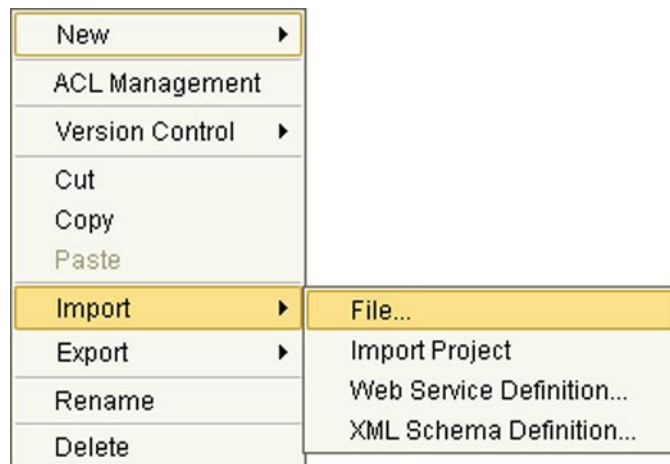 New
ACL Management
Version Control
Cut
Copy
Paste
Import
File...
Export
Import Project
Web Service Definition...
Rename
XML Schema Definition...
Delete